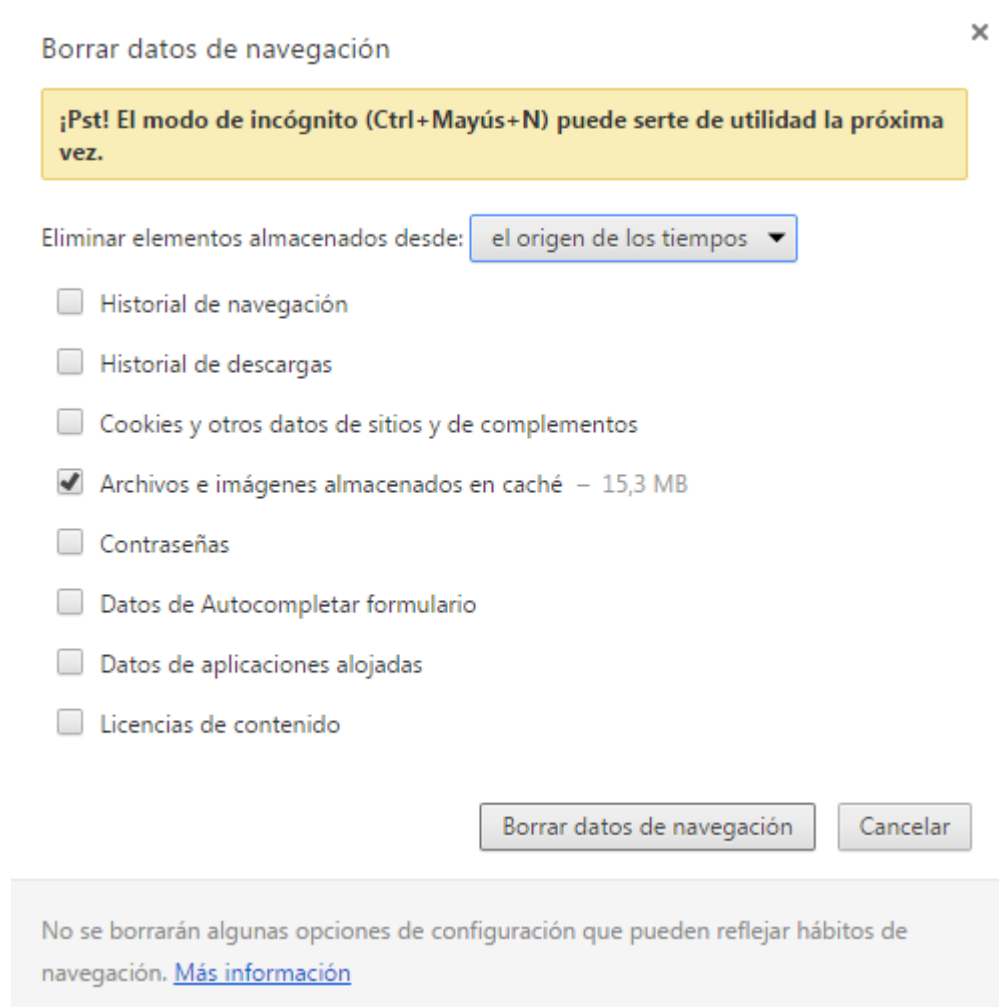 Borrar datos de navegación
¡Pst! El modo de incógnito (Ctrl+Mayús+N) puede serte de utilidad la próxima
vez.
Eliminar elementos almacenados desde: el origen de los tiempos
Historial de navegación
Historial de descargas
Cookies y otros datos de sitios y de complementos
Archivos e imágenes almacenados en caché – 15,3 MB
Contraseñas
Datos de Autocompletar formulario
Datos de aplicaciones alojadas
Licencias de contenido
Borrar datos de navegación Cancelar
No se borrarán algunas opciones de configuración que pueden reflejar hábitos de
navegación. Más información